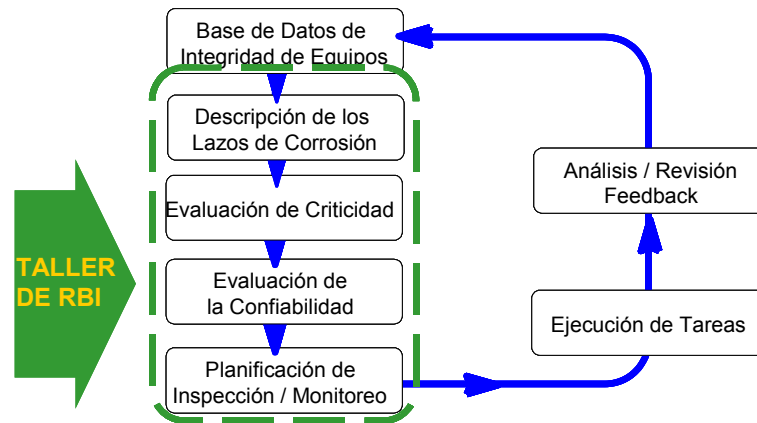 Base de Datos de
Integridad de Equipos
Descripción de los
Lazos de Corrosión
Evaluación de Criticidad
Evaluación de
la Confiabilidad
Planificación de
Inspección / Monitoreo
TALLER
DE RBI
Análisis / Revisión
Feedback
Ejecución de Tareas